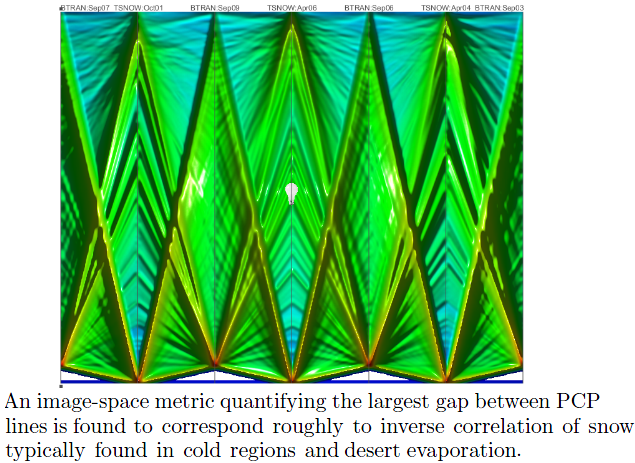 BTRAN:Sep07 TSNOW:Oct01 BTRAN:Sep09 TSNOW:Apr06 BTRAN:Sep08 TSNOW:Apr04 BTRAN:Sep03
An image-space metric quantifying the largest gap between PCP
lines is found to correspond roughly to inverse correlation of snow
typically found in cold regions and desert evaporation.